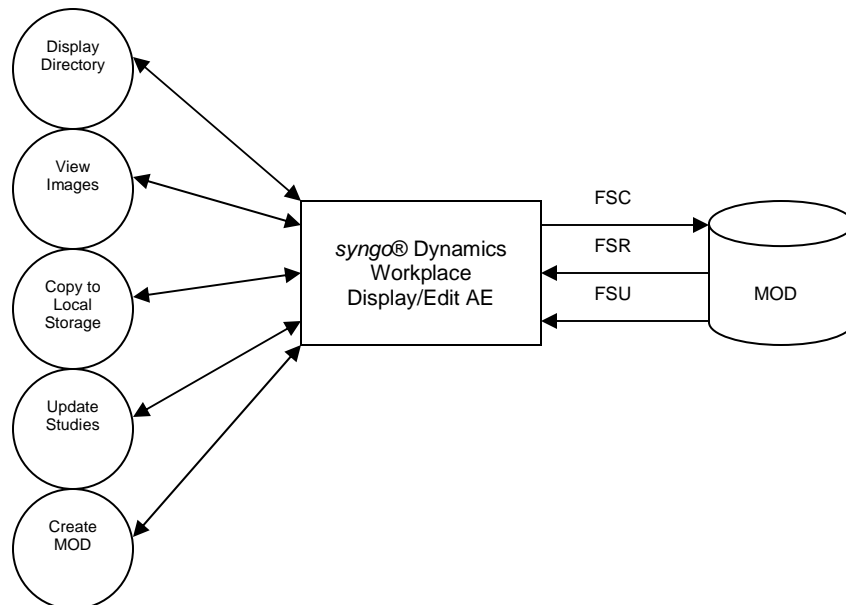 Display
Directory
View
Images
Copy to
Local
Storage
Update
Studies
Create
MOD
syngo® Dynamics
Workplace
Display/Edit AE
FSC
FSR
FSU
MOD